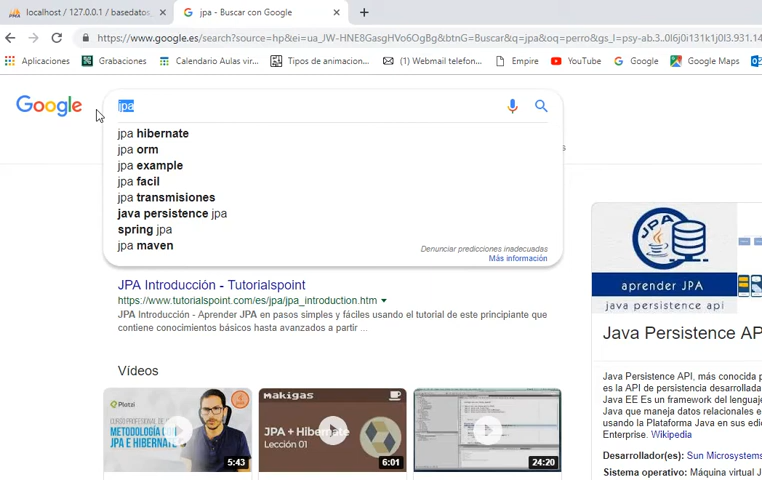 localhost / 127.0.0.1 / basedatos
jpa - Buscar con Google
https://www.google.es/search?source=hp&ei=ua_JW-HNE8GasgHVo6OgBg&btnG=Buscar&q=jpa&oq=perro&gs_l=psy-ab.3..0l6j0i131k1j0l3.931.14
Aplicaciones
Grabaciones
Calendario Aulas vir...
Tipos de animacion...
(1) Webmail telefon...
Empire
YouTube
Google
Google Maps
Google
jpa
jpa hibernate
jpa orm
jpa example
jpa facil
jpa transmisiones
java persistence jpa
spring jpa
jpa maven
Denunciar predicciones inadecuadas
Más información
JPA Introducción - Tutorialspoint
https://www.tutorialspoint.com/es/jpa/jpa_introduction.htm
JPA Introducción - Aprender JPA en pasos simples y fáciles usando el tutorial de este principiante que
contiene conocimientos básicos hasta avanzados a partir ...
Vídeos
Platzi
CURSO PROFESIONAL DE
METODOLOGÍA CON
JPA E HIBERNATE
5:43
MAKIGAS
JPA + Hibernate
Lección 01
6:01
24:20
JPA
aprender JPA
java persistence api
Java Persistence AP
Java Persistence API, más conocida p
es la API de persistencia desarrollada
Java EE Es un framework del lenguaje
Java que maneja datos relacionales e
usando la Plataforma Java en sus edic
Enterprise. Wikipedia
Desarrollador(es): Sun Microsystems
Sistema operativo: Máquina virtual J